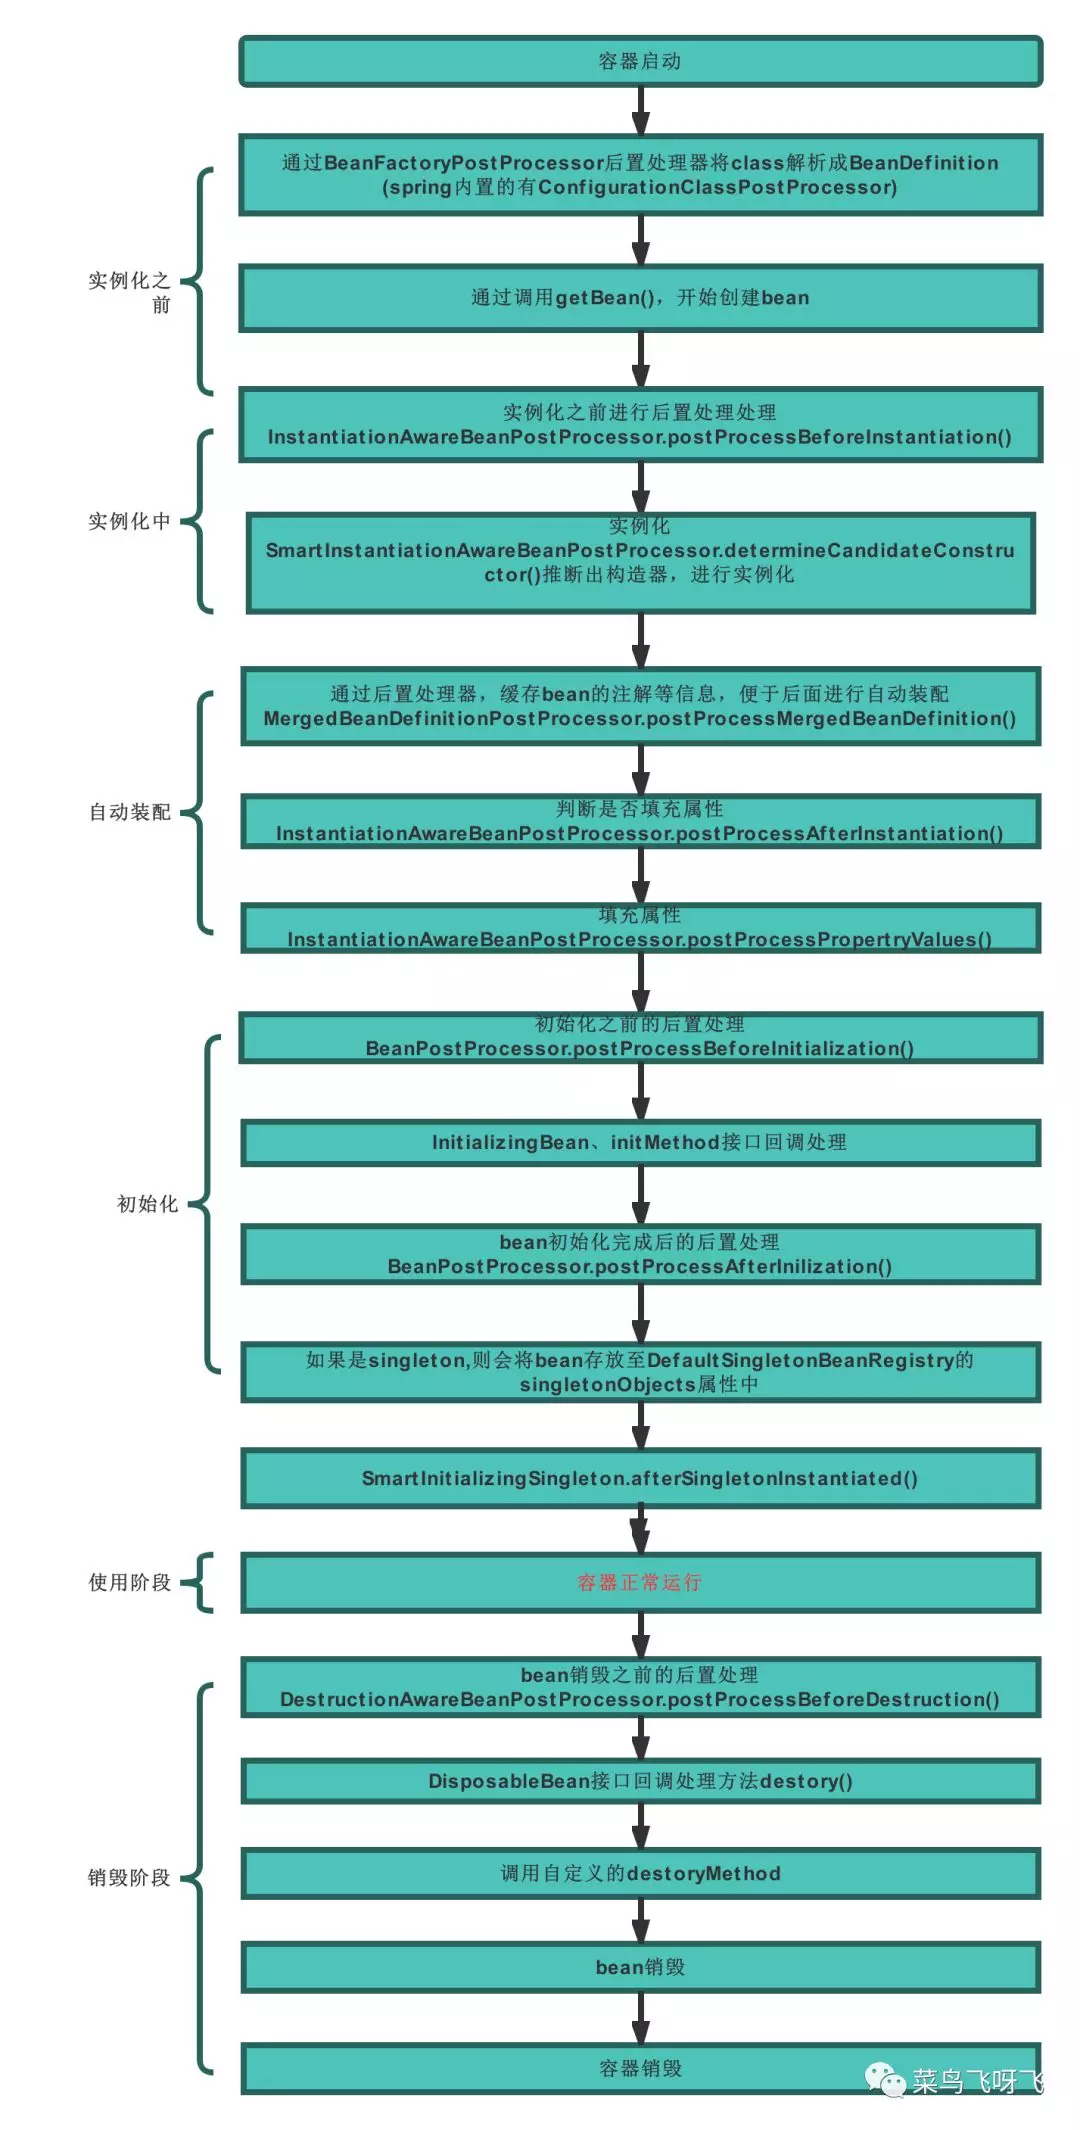 容器启动
通过BeanFactoryPostProcessor后置处理器将class解析成BeanDefinition
(spring内置的有ConfigurationClassPostProcessor)
实例化之
前
通过调用getBean()，开始创建bean
实例化之前进行后置处理处理
InstantiationAwareBeanPostProcessor.postProcessBeforeInstantiation()
实例化中
实例化
SmartInstantiationAwareBeanPostProcessor.determineCandidateConstru
ctor()推断出构造器，进行实例化
通过后置处理器，缓存bean的注解等信息，便于后面进行自动装配
MergedBeanDefinitionPostProcessor.postProcessMergedBeanDefinition()
自动装配
判断是否填充属性
InstantiationAwareBeanPostProcessor.postProcessAfterInstantiation()
填充属性
InstantiationAwareBeanPostProcessor.postProcessPropertryValues()
初始化之前的后置处理
BeanPostProcessor.postProcessBeforeInitialization()
InitializingBean、initMethod接口回调处理
初始化
bean初始化完成后的后置处理
BeanPostProcessor.postProcessAfterInilization()
如果是singleton,则会将bean存放至DefaultSingletonBeanRegistry的
singletonObjects属性中
SmartInitializingSingleton.afterSingletonInstantiated()
使用阶段
容器正常运行
bean销毁之前的后置处理
DestructionAwareBeanPostProcessor.postProcessBeforeDestruction()
DisposableBean接口回调处理方法destory()
销毁阶段
调用自定义的destoryMethod
bean销毁
容器销毁
菜鸟飞呀飞